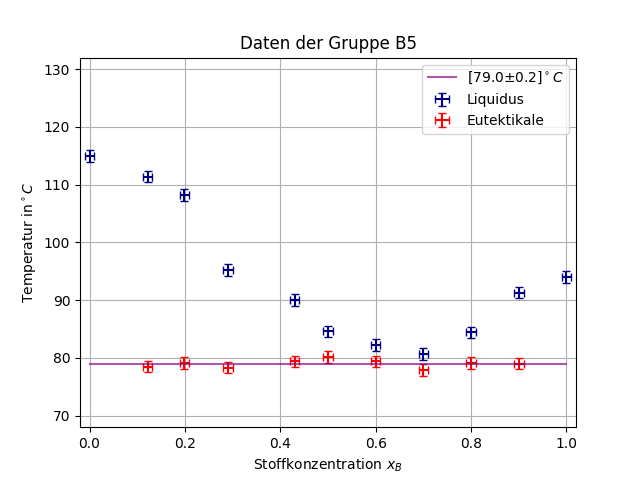 Daten der Gruppe B5
[79.0±0.2]°C
Liquidus
Eutektikale
130
120
110
100
90
80
70
Temperatur in °C
0.0 0.2 0.4 0.6 0.8 1.0
Stoffkonzentration x_B